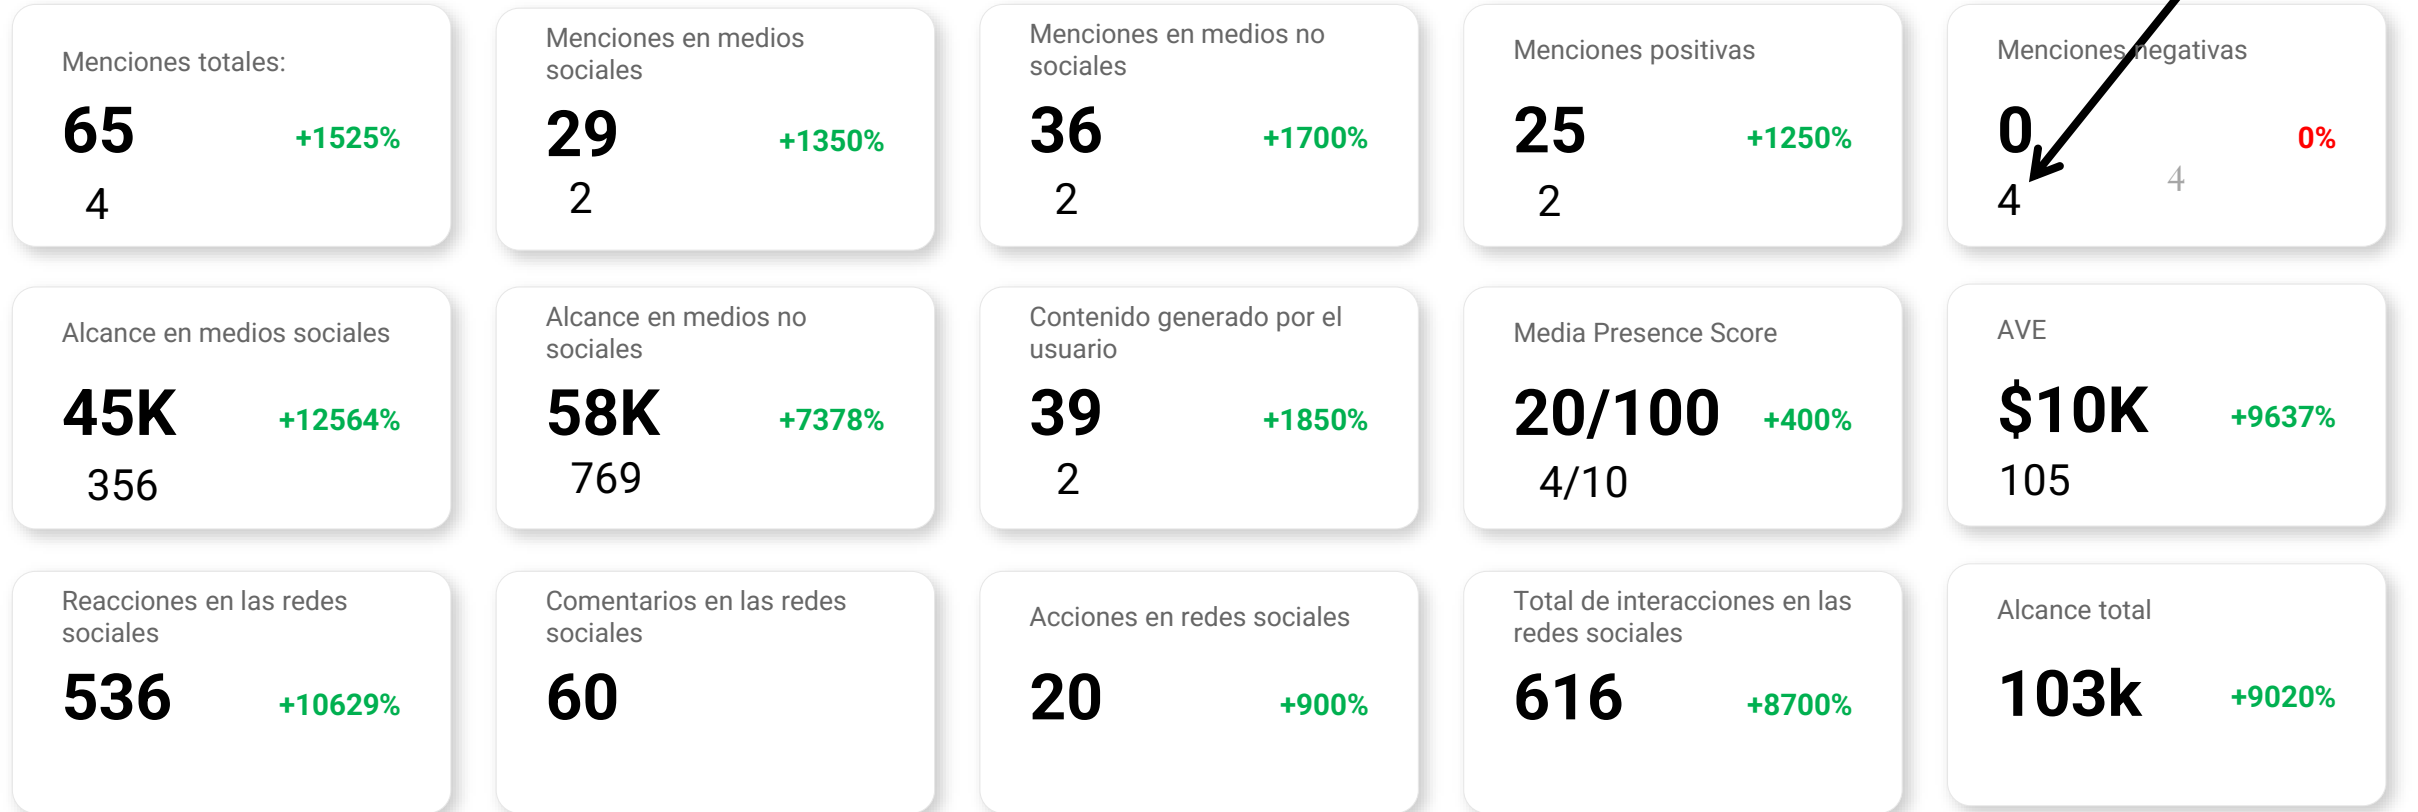 Menciones totales:
65
+1525%
4
Menciones en medios
sociales
29
+1350%
2
Menciones en medios no
sociales
36
+1700%
2
Menciones positivas
25
+1250%
2
Menciones negativas
0
0%
4
4
Alcance en medios sociales
45K
+12564%
356
Alcance en medios no
sociales
58K
+7378%
769
Contenido generado por el
usuario
39
+1850%
2
Media Presence Score
20/100
+400%
4/10
AVE
$10K
+9637%
105
Reacciones en las redes
sociales
536
+10629%
Comentarios en las redes
sociales
60
Acciones en redes sociales
20
+900%
Total de interacciones en las
redes sociales
616
+8700%
Alcance total
103k
+9020%